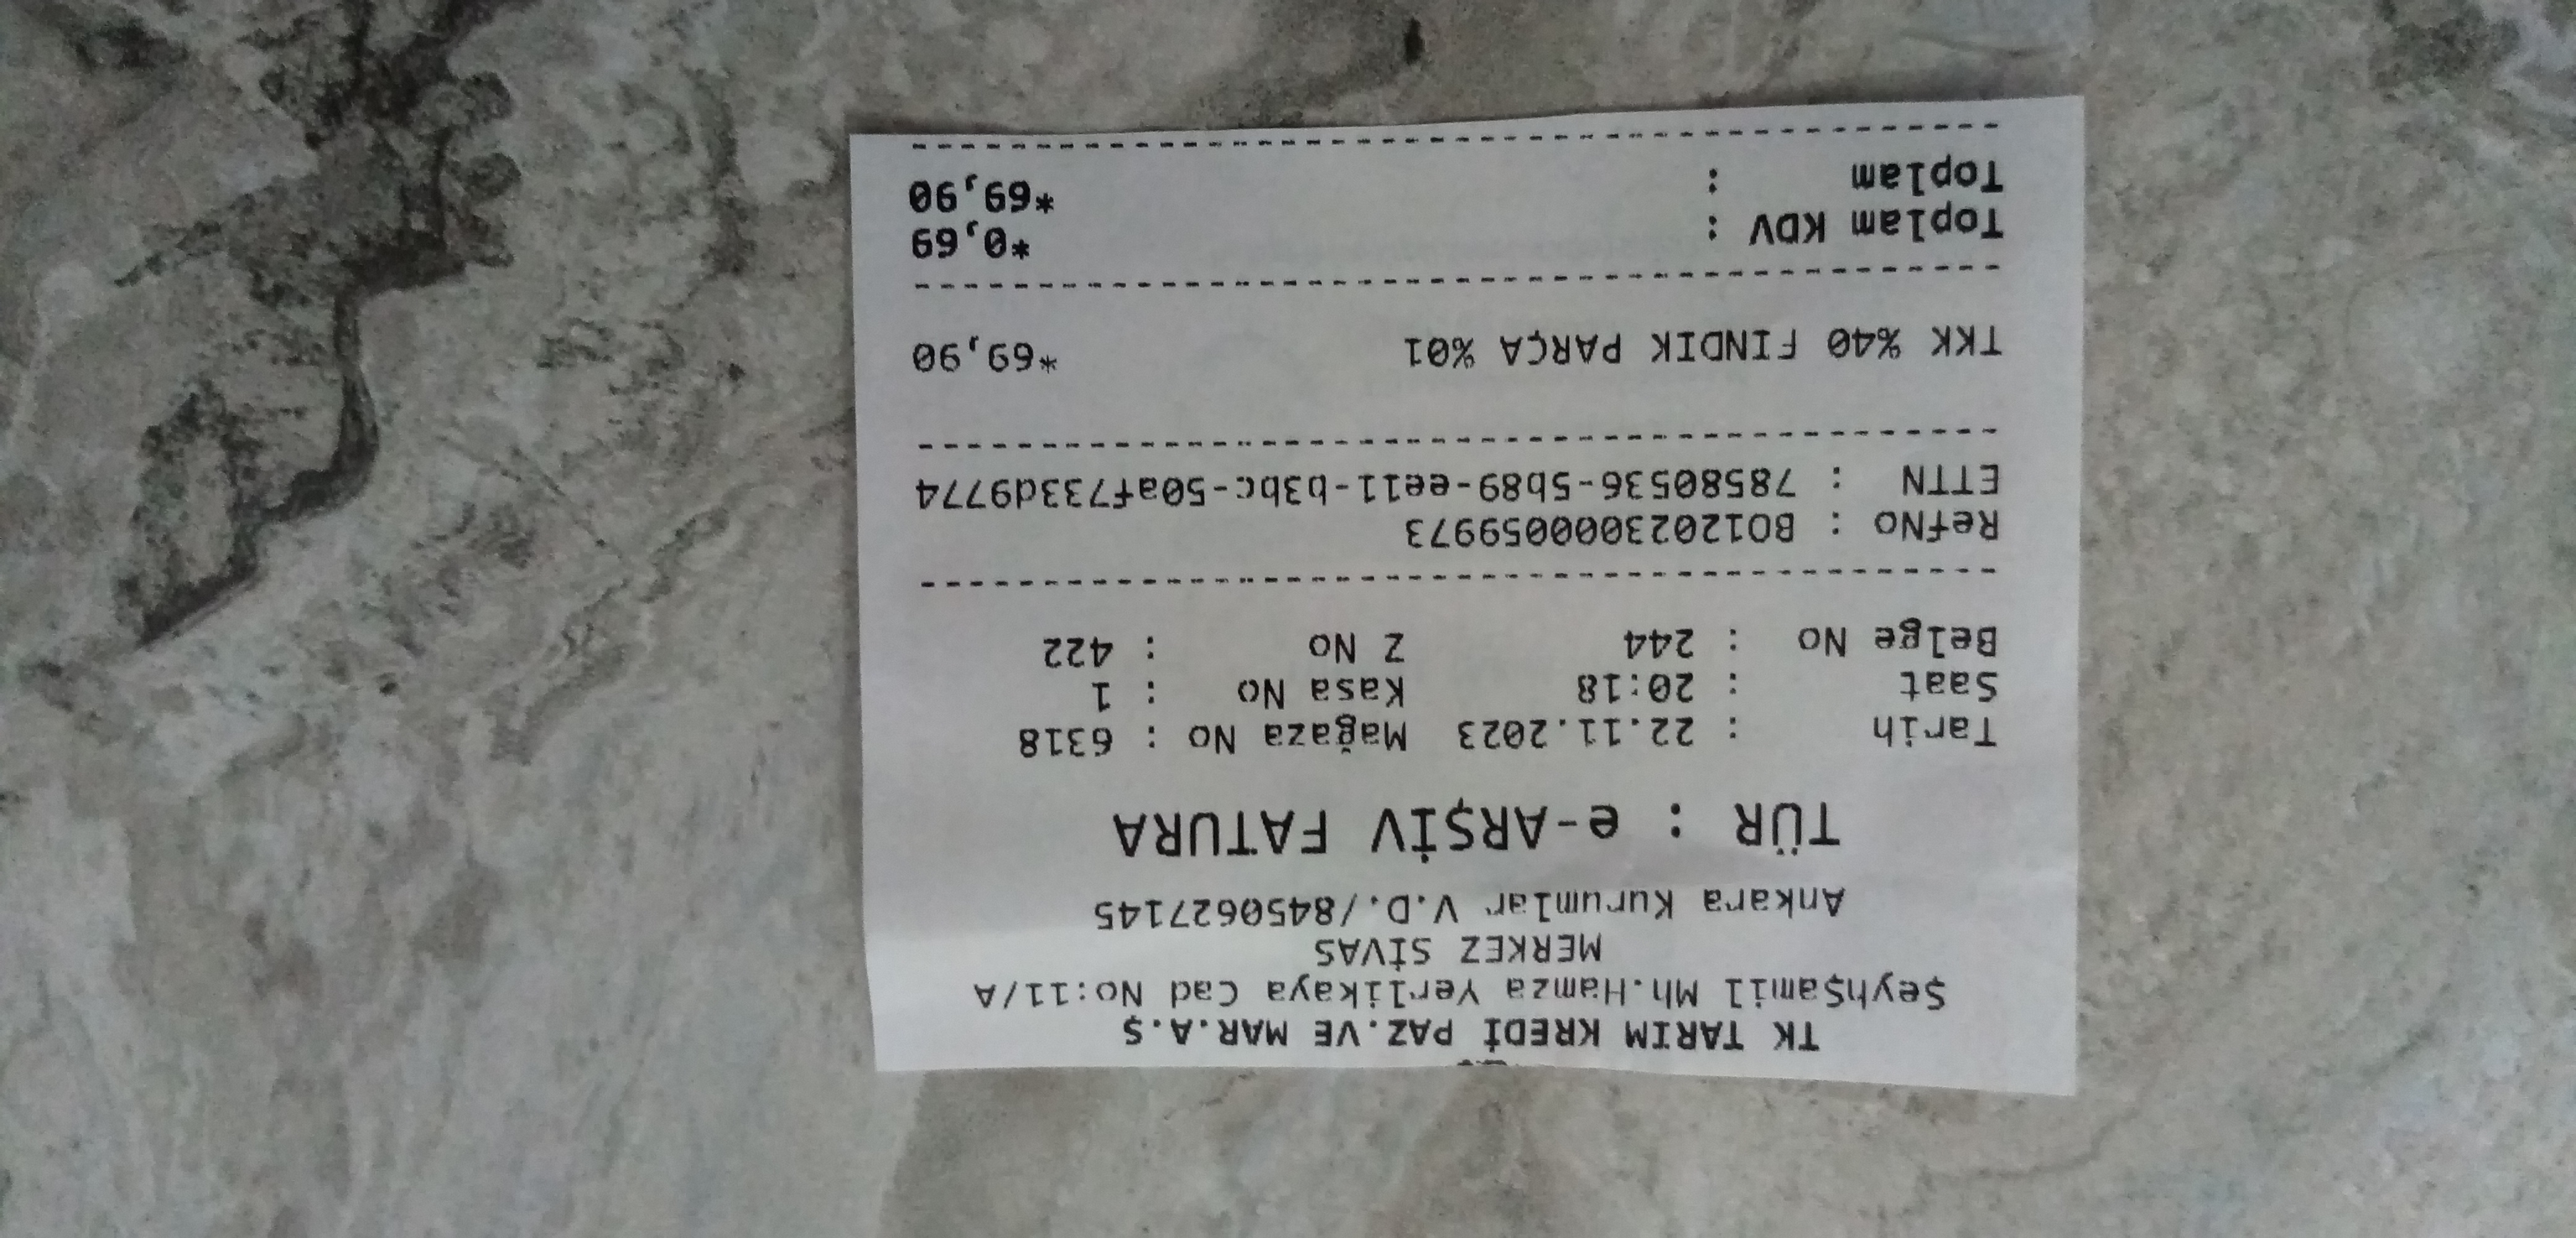 TK TARIM KREDİ PAZ.VE MAR.A.Ş
ŞeyhŞamil Mh.Hamza Yerlikaya Cad No:11/A
MERKEZ SİVAS
Ankara Kurumlar V.D./8450627145
TÜR : e-ARŞİV FATURA
Tarih : 22.11.2023 Mağaza No : 6318
Saat : 20:18 Kasa No : 1
Belge No : 244 Z No : 422
RefNo : BO12023000059973
ETTN : 78580536-5b89-ee11-b3bc-50af733d9774
TKK %40 FINDIK PARÇA %01 *69,90
Toplam KDV : *0,69
Toplam : *69,90